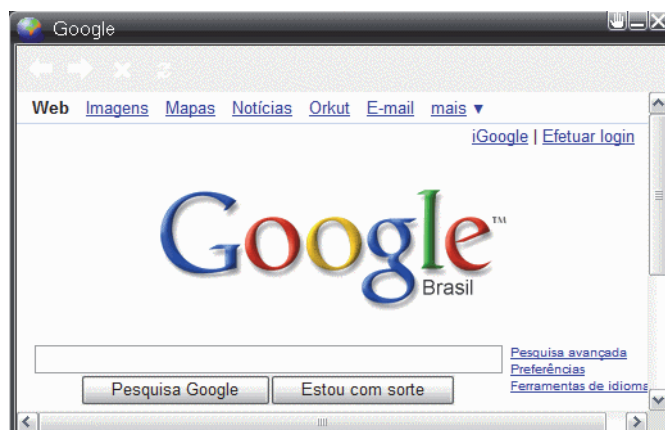 Google
Web Imagens Mapas Notícias Orkut E-mail mais ▼
iGoogle | Efetuar login
Google™
Brasil
Pesquisa avançada
Preferências
Ferramentas de idioma
Pesquisa Google Estou com sorte